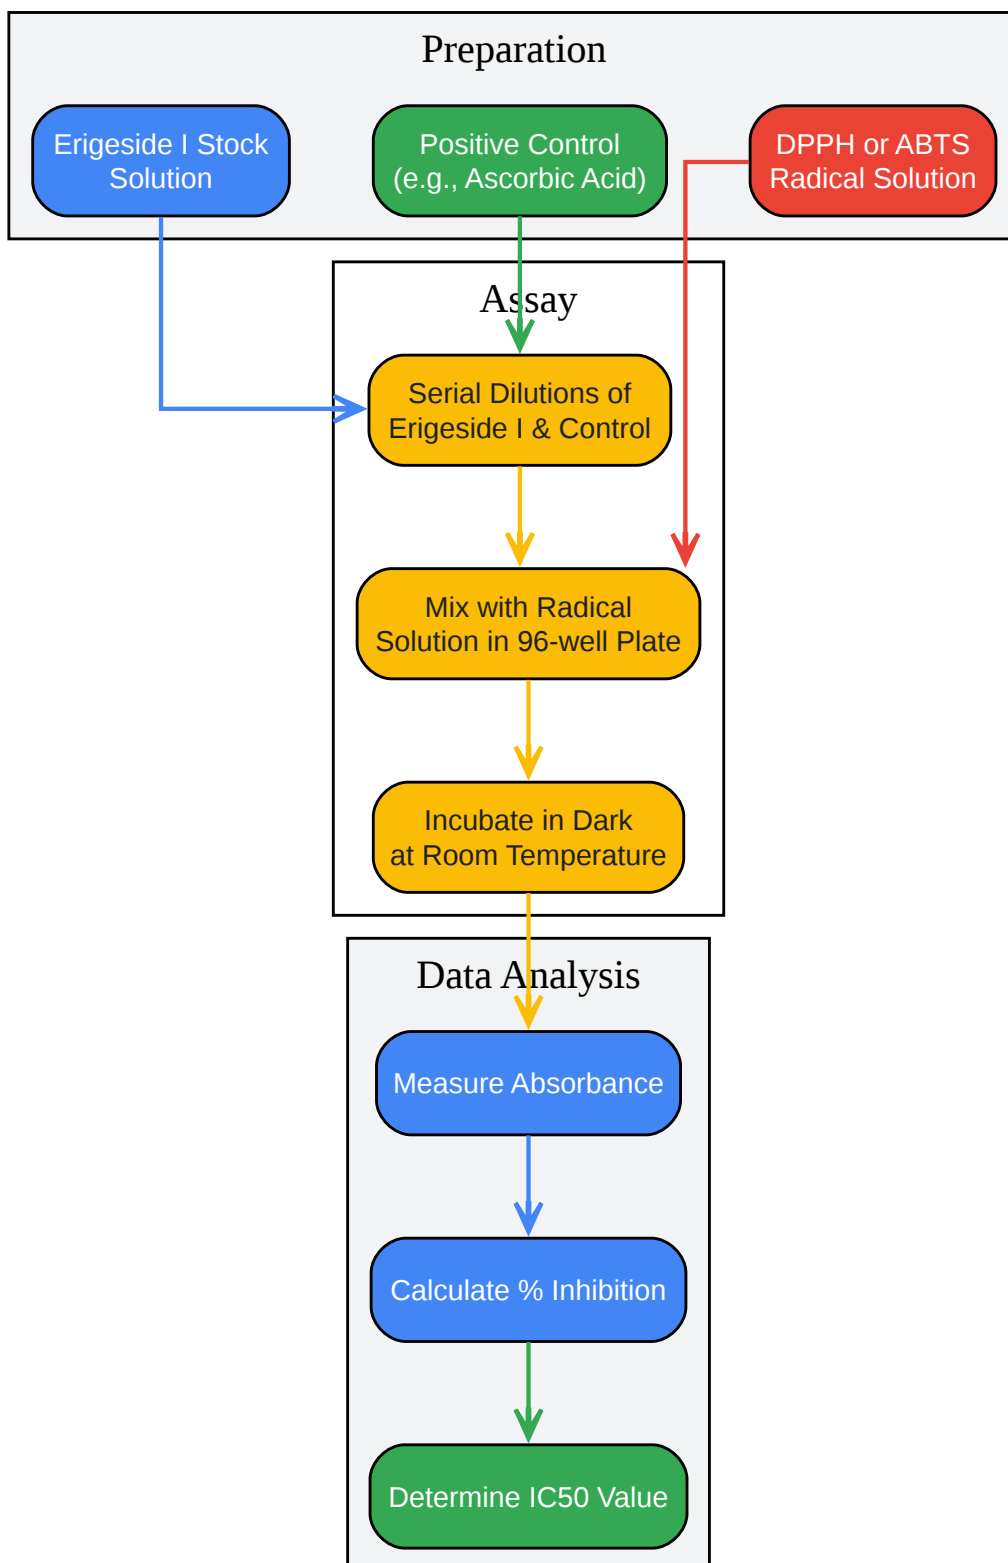 Preparation
Erigeside I Stock
Solution
Positive Control
(e.g., Ascorbic Acid)
DPPH or ABTS
Radical Solution
Assay
Serial Dilutions of
Erigeside I & Control
Mix with Radical
Solution in 96-well Plate
Incubate in Dark
at Room Temperature
Data Analysis
Measure Absorbance
Calculate % Inhibition
Determine IC50 Value